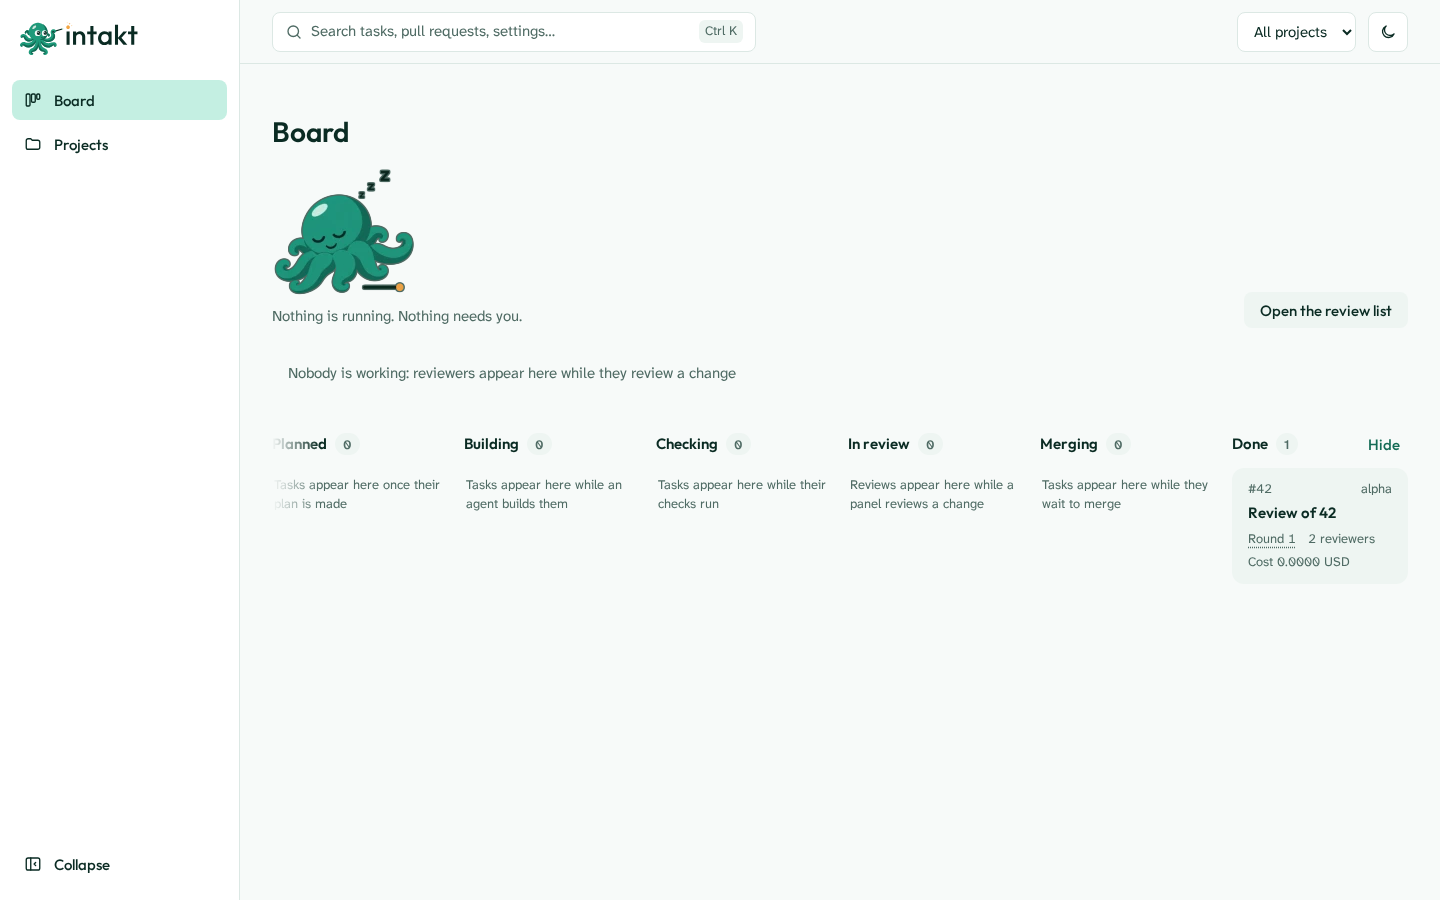 intakt
Search tasks, pull requests, settings...
Ctrl K
All projects
Board
Projects
Board
z z Z
Nothing is running. Nothing needs you.
Open the review list
Nobody is working: reviewers appear here while they review a change
Planned 0
Tasks appear here once their
plan is made
Building 0
Tasks appear here while an
agent builds them
Checking 0
Tasks appear here while their
checks run
In review 0
Reviews appear here while a
panel reviews a change
Merging 0
Tasks appear here while they
wait to merge
Done 1 Hide
#42 alpha
Review of 42
Round 1 2 reviewers
Cost 0.0000 USD
Collapse